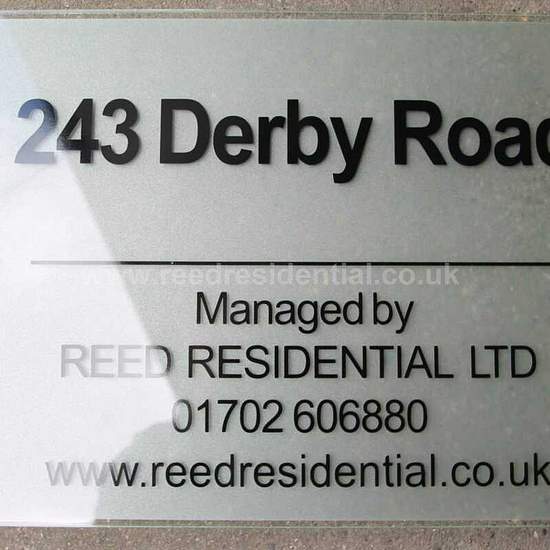 243 Derby Road
www.reedresidential.co.uk
Managed by
REED RESIDENTIAL LTD
01702 606880
www.reedresidential.co.uk